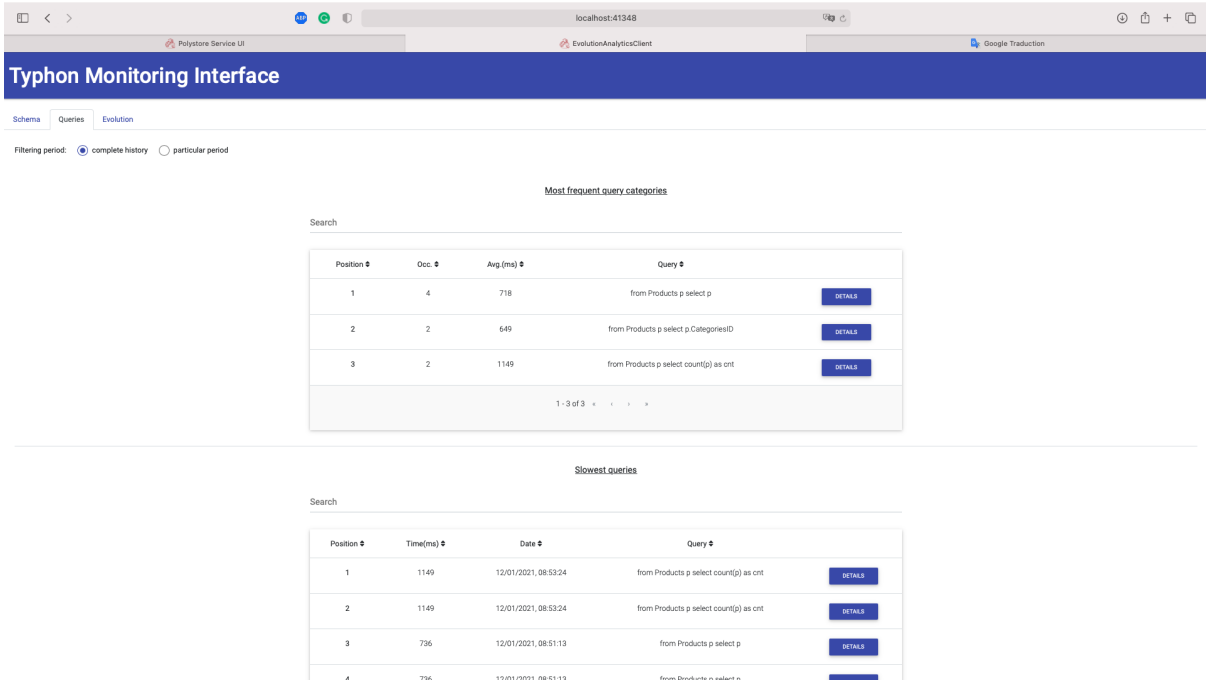 localhost:41348
Polystore Service UI EvolutionAnalyticsClient Google Traduction
Typhon Monitoring Interface
Schema Queries Evolution
Filtering period: complete history particular period
Most frequent query categories
Search
Position Occ. Avg.(ms) Query
1 4 718 from Products p select p DETAILS
2 2 649 from Products p select p.CategoriesID DETAILS
3 2 1149 from Products p select count(p) as cnt DETAILS
1 - 3 of 3 « ‹ › »
Slowest queries
Search
Position Time(ms) Date Query
1 1149 12/01/2021, 08:53:24 from Products p select count(p) as cnt DETAILS
2 1149 12/01/2021, 08:53:24 from Products p select count(p) as cnt DETAILS
3 736 12/01/2021, 08:51:13 from Products p select p DETAILS
4 736 12/01/2021, 08:51:13 from Products p select p